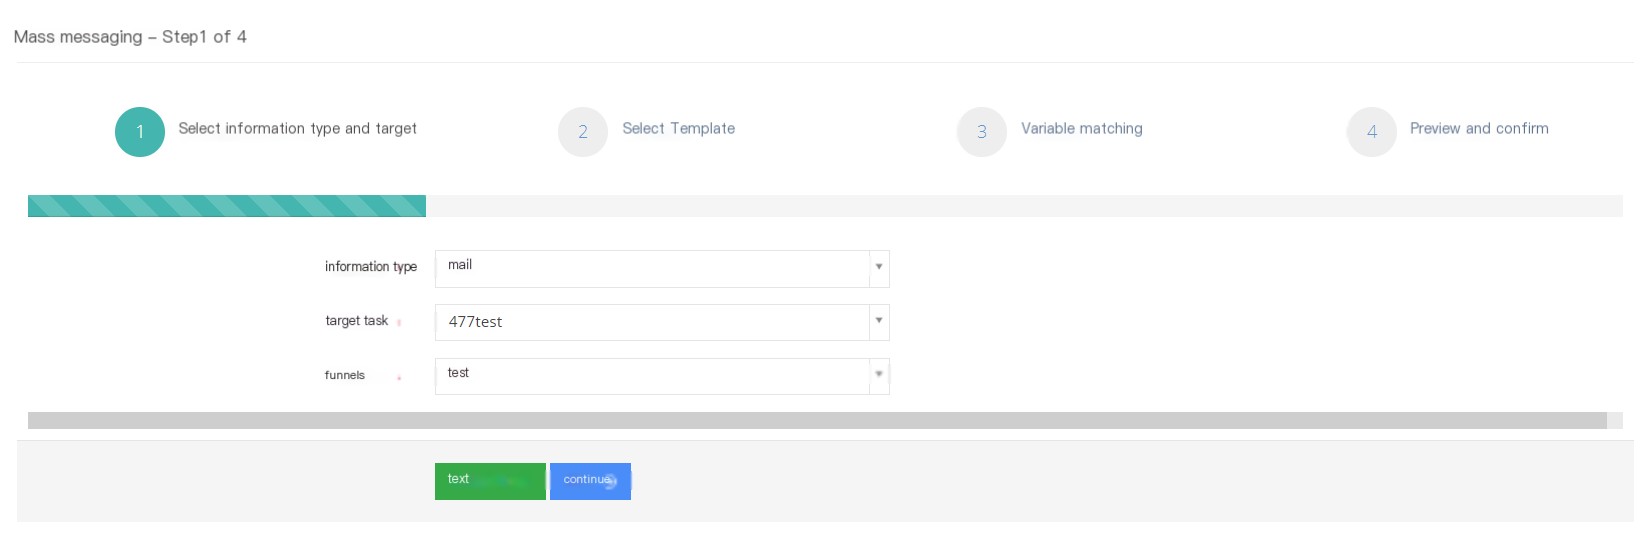 Mass messaging – Step1 of 4
1 Select information type and target
2 Select Template
3 Variable matching
4 Preview and confirm
information type mail
target task 477test
funnels test
text continue